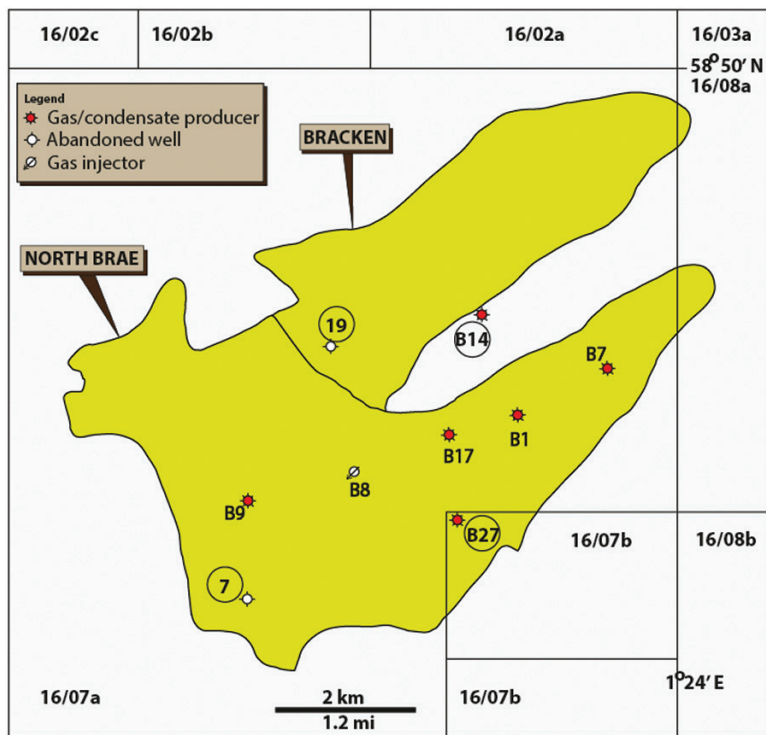 16/02c
16/02b
16/02a
16/03a
58° 50' N
16/08a
Legend
Gas/condensate producer
Abandoned well
Gas injector
BRACKEN
NORTH BRAE
19
B14
B7
B1
B17
B8
B9
B27
7
16/07b
16/08b
16/07a
2 km
1.2 mi
16/07b
1° 24' E